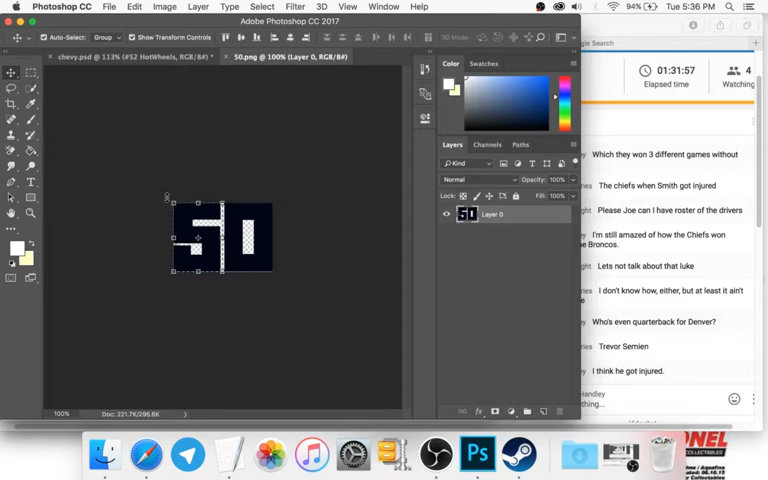 Photoshop CC File Edit Image Layer Type Select Filter 3D View Window Help 94% Tue 5:36 PM
Adobe Photoshop CC 2017
Auto-Select: Group Show Transform Controls 3D Mode:
chevy.psd @ 113% (#52 HotWheels, RGB/8#) * 50.png @ 100% (Layer 0, RGB/8#)
Color Swatches
Layers Channels Paths
Kind
Normal Opacity: 100%
Lock: Fill: 100%
50 Layer 0
50
100% Doc: 221.7K/295.6K
Search
01:31:57
Elapsed time
4
Watching
Which they won 3 different games without
The chiefs when Smith got injured
Please Joe can I have roster of the drivers
I'm still amazed of how the Chiefs won
the Broncos.
Lets not talk about that luke
I don't know how, either, but at least it ain't
Who's even quarterback for Denver?
Trevor Semien
I think he got injured.
Handley
Ps
ONEL
COLLECTABLES